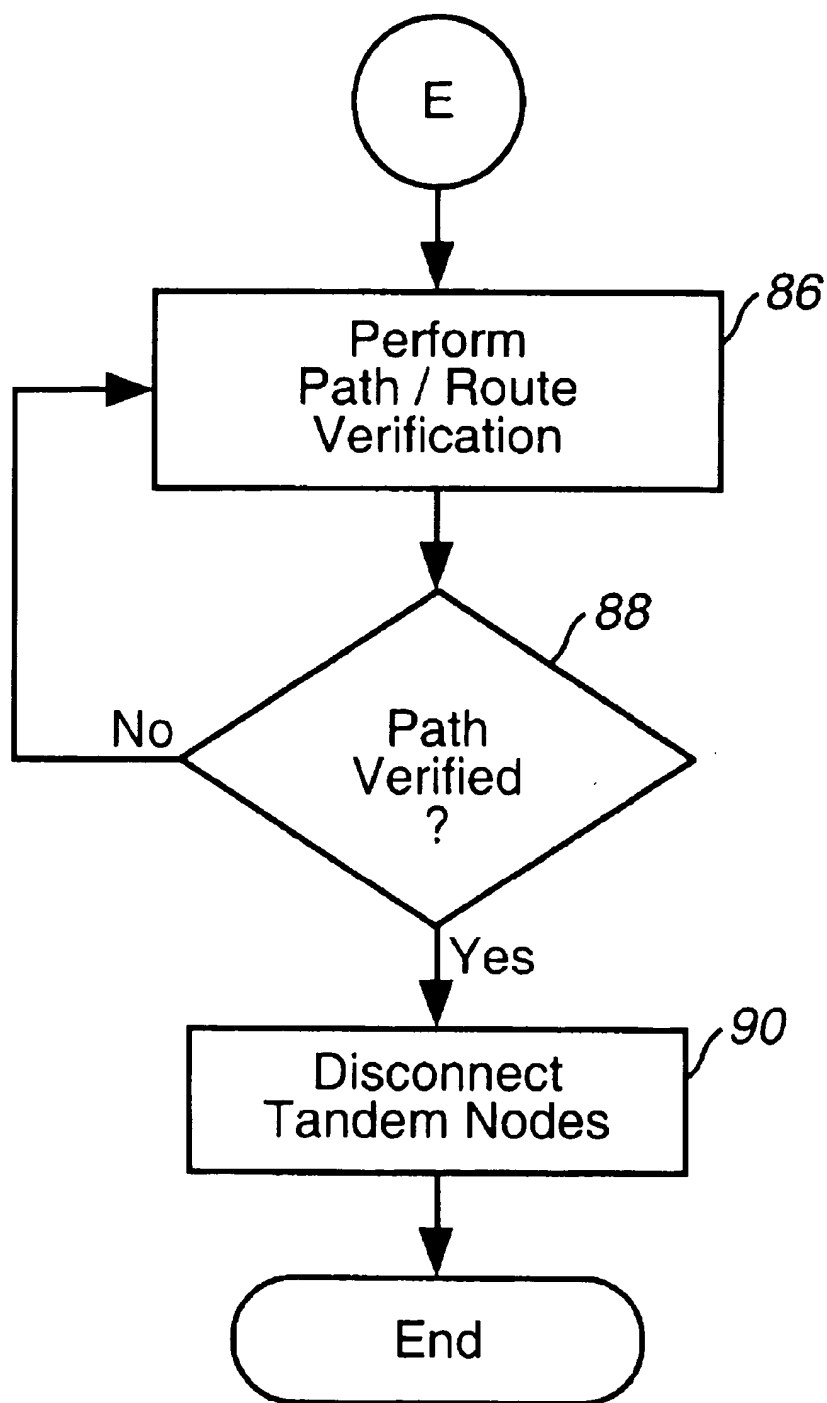 E
86
Perform
Path / Route
Verification
88
No
Path
Verified
?
Yes
90
Disconnect
Tandem Nodes
End